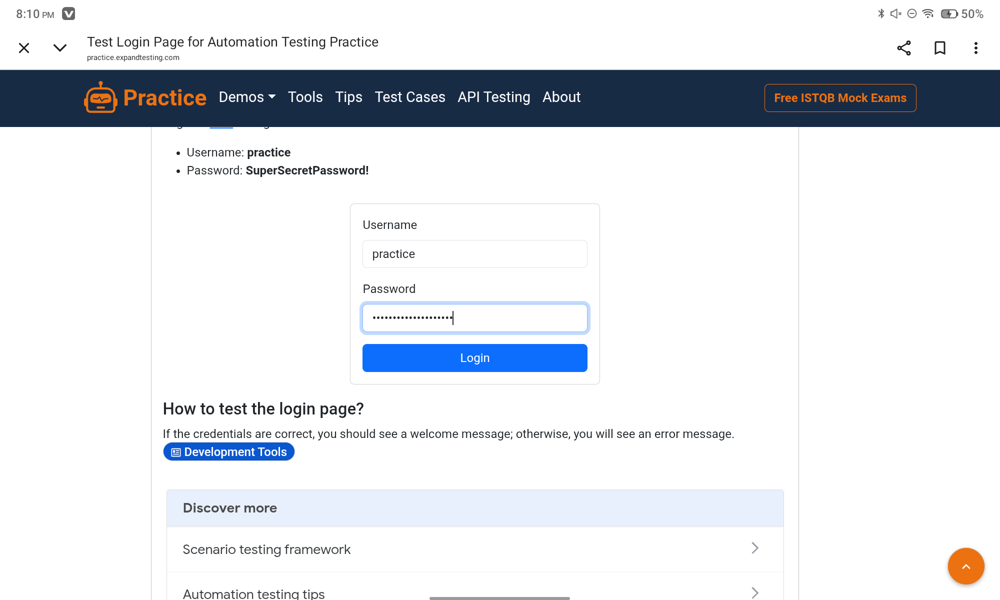 8:10 PM
50%
Test Login Page for Automation Testing Practice
practice.expandtesting.com
Practice Demos Tools Tips Test Cases API Testing About Free ISTQB Mock Exams
Username: practice
Password: SuperSecretPassword!
Username
practice
Password
••••••••••••••••••••
Login
How to test the login page?
If the credentials are correct, you should see a welcome message; otherwise, you will see an error message.
Development Tools
Discover more
Scenario testing framework
Automation testing tips